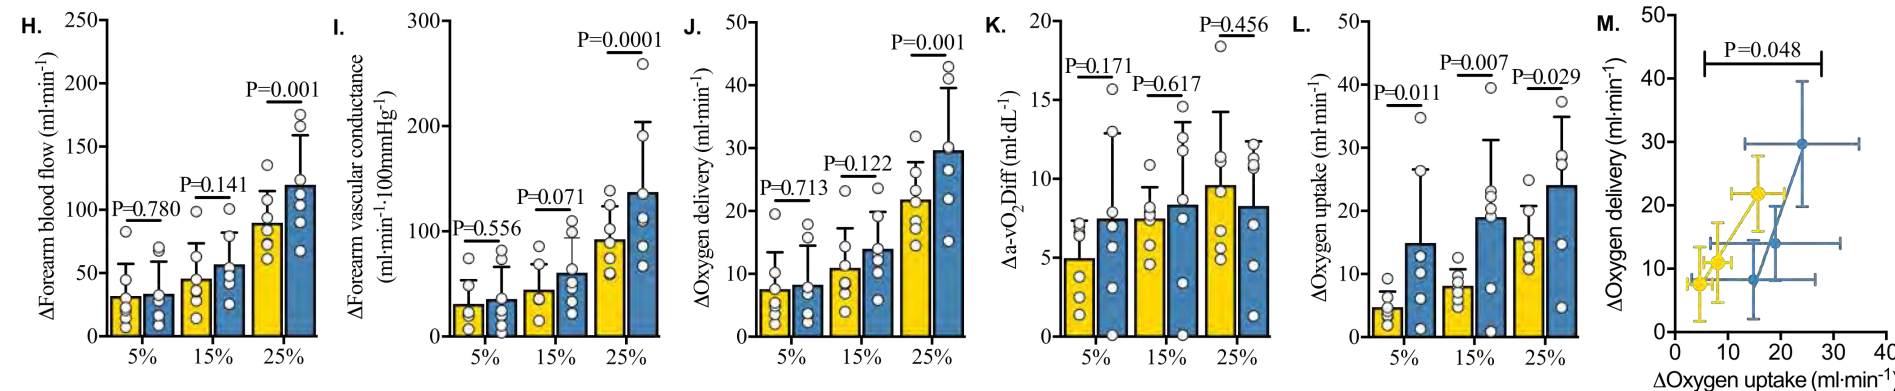 H.
ΔForearm blood flow (ml·min⁻¹)
250
200
150
100
50
0
P=0.780
P=0.141
P=0.001
5%
15%
25%
I.
ΔForearm vascular conductance
(ml·min⁻¹·100mmHg⁻¹)
300
200
100
0
P=0.556
P=0.071
P=0.0001
5%
15%
25%
J.
ΔOxygen delivery (ml·min⁻¹)
50
40
30
20
10
0
P=0.713
P=0.122
P=0.001
5%
15%
25%
K.
Δa-vO₂Diff (ml·dL⁻¹)
20
15
10
5
0
P=0.171
P=0.617
P=0.456
5%
15%
25%
L.
ΔOxygen uptake (ml·min⁻¹)
50
40
30
20
10
0
P=0.011
P=0.007
P=0.029
5%
15%
25%
M.
ΔOxygen delivery (ml·min⁻¹)
50
40
30
20
10
0
P=0.048
0
10
20
30
40
ΔOxygen uptake (ml·min⁻¹)